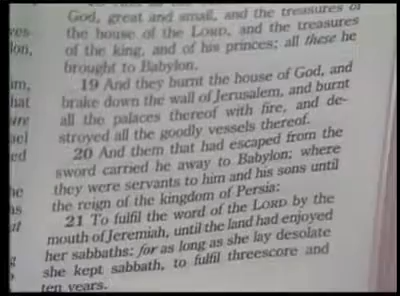 God, great and small, and the treasures of
the house of the LORD, and the treasures
of the king, and of his princes; all these he
brought to Babylon.
19 And they burnt the house of God, and
brake down the wall of Jerusalem, and burnt
all the palaces thereof with fire, and de-
stroyed all the goodly vessels thereof.
20 And them that had escaped from the
sword carried he away to Babylon; where
they were servants to him and his sons until
the reign of the kingdom of Persia:
21 To fulfil the word of the LORD by the
mouth of Jeremiah, until the land had enjoyed
her sabbaths: for as long as she lay desolate
she kept sabbath, to fulfil threescore and
ten years.